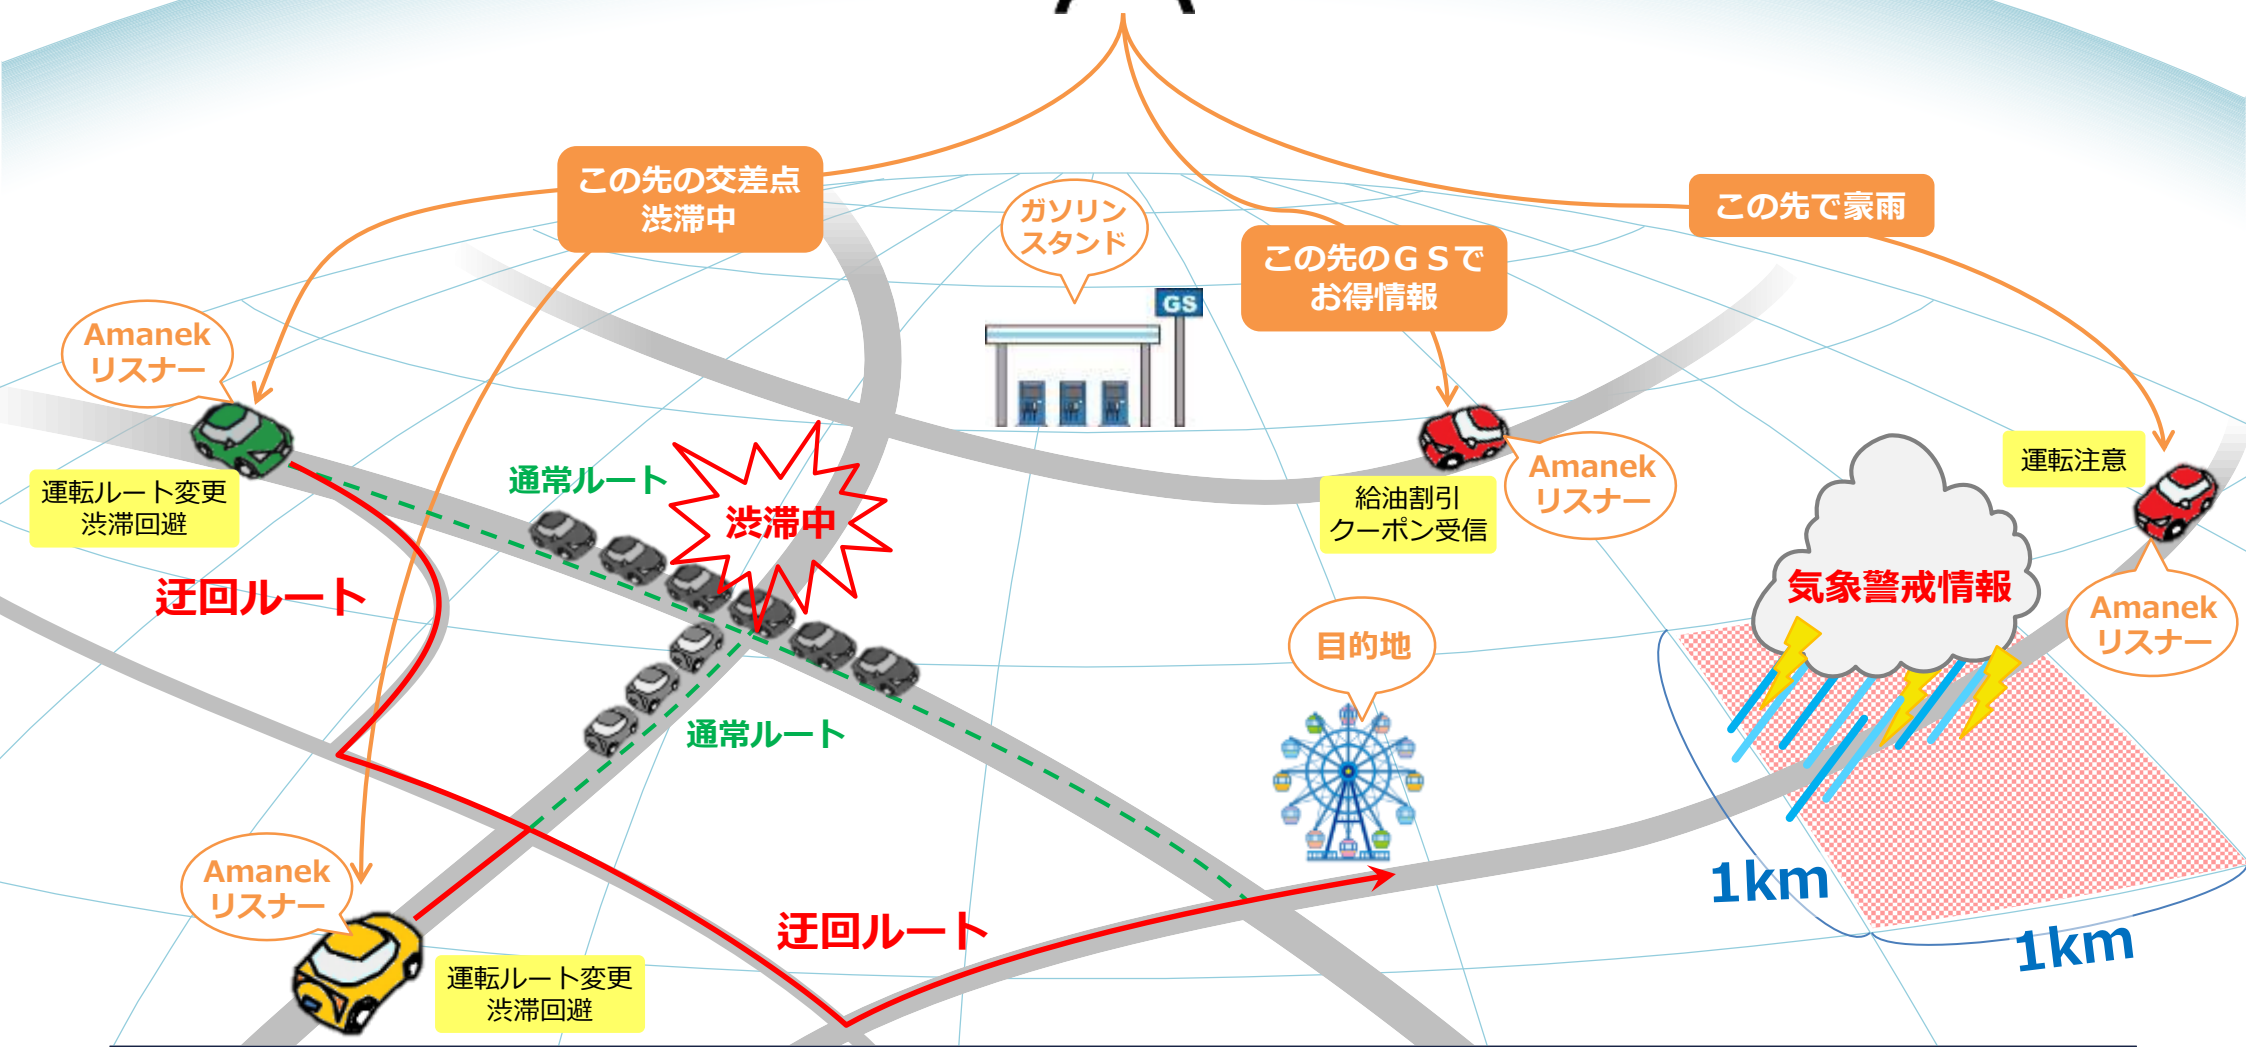 この先の交差点
渋滞中
ガソリン
スタンド
この先で豪雨
この先のＧＳで
お得情報
GS
Amanek
リスナー
運転ルート変更
渋滞回避
通常ルート
渋滞中
給油割引
クーポン受信
Amanek
リスナー
運転注意
気象警戒情報
Amanek
リスナー
迂回ルート
目的地
通常ルート
Amanek
リスナー
運転ルート変更
渋滞回避
迂回ルート
1km
1km